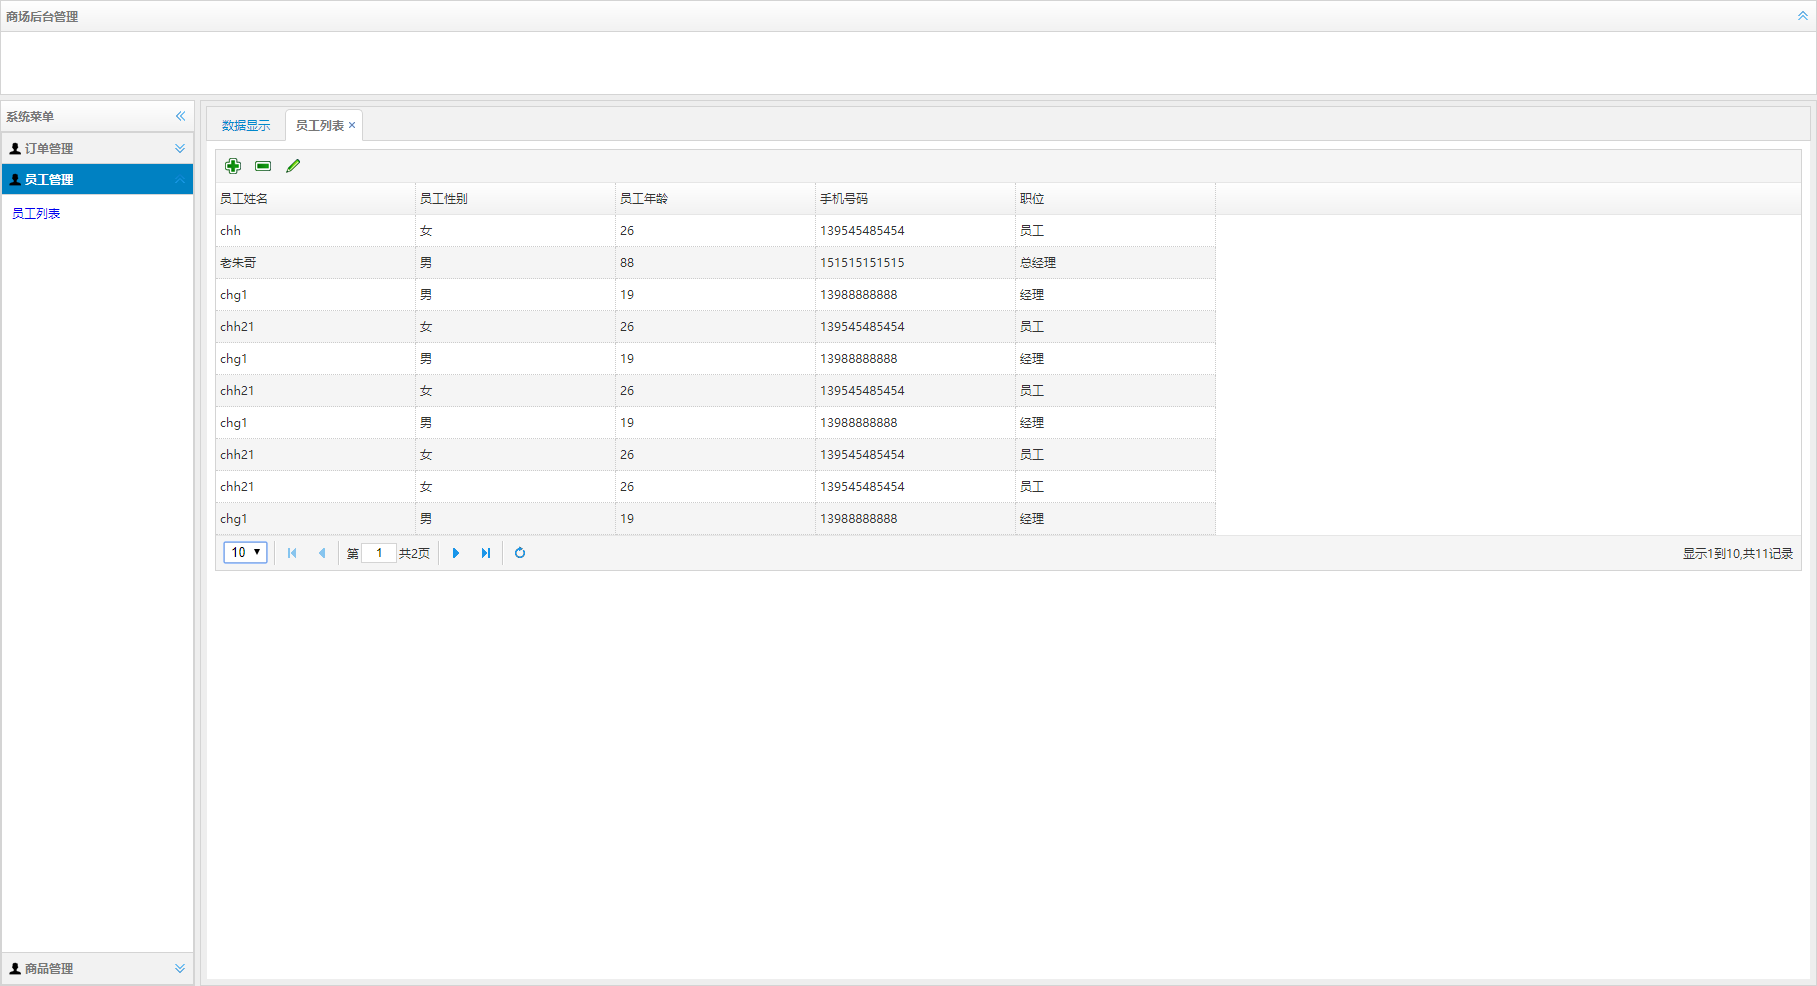 商场后台管理
系统菜单
订单管理
员工管理
员工列表
商品管理
数据显示 员工列表
员工姓名 员工性别 员工年龄 手机号码 职位
chh 女 26 139545485454 员工
老朱哥 男 88 151515151515 总经理
chg1 男 19 13988888888 经理
chh21 女 26 139545485454 员工
chg1 男 19 13988888888 经理
chh21 女 26 139545485454 员工
chg1 男 19 13988888888 经理
chh21 女 26 139545485454 员工
chh21 女 26 139545485454 员工
chg1 男 19 13988888888 经理
10 第 1 共2页 显示1到10,共11记录